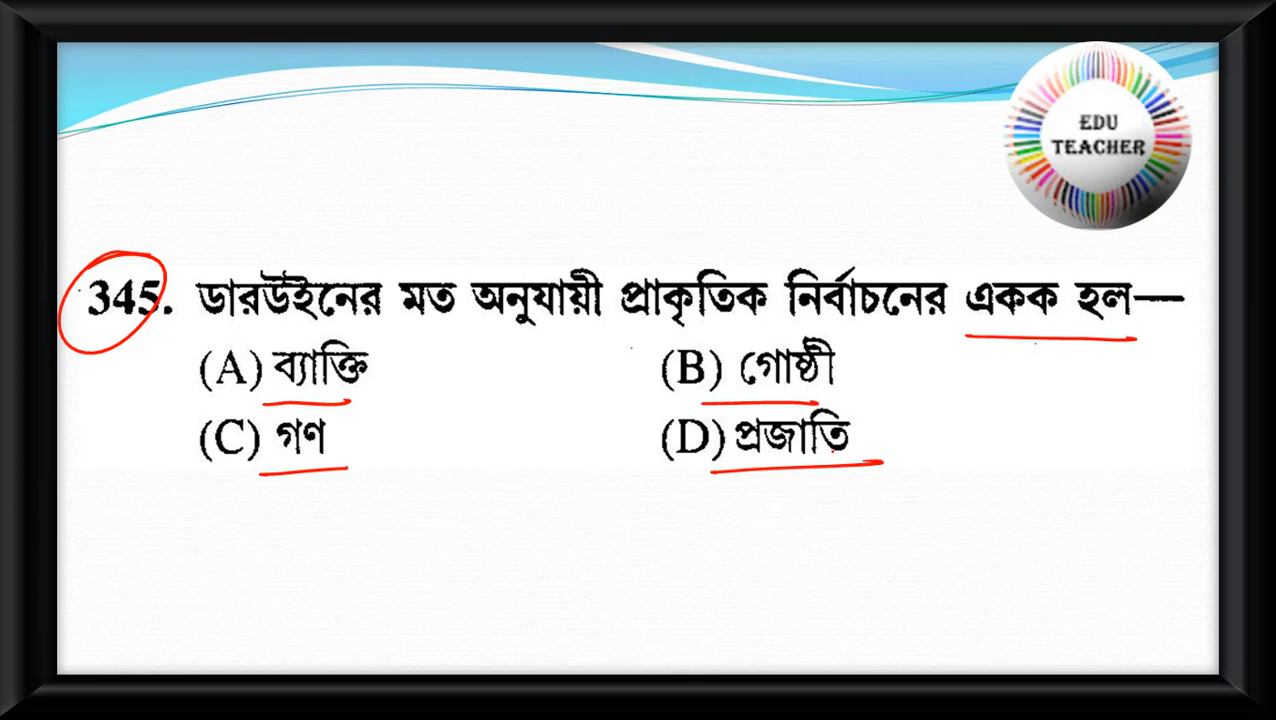 EDU
TEACHER
345. ডারউইনের মত অনুযায়ী প্রাকৃতিক নির্বাচনের একক হল—
(A) ব্যাক্তি (B) গোষ্ঠী
(C) গণ (D) প্রজাতি